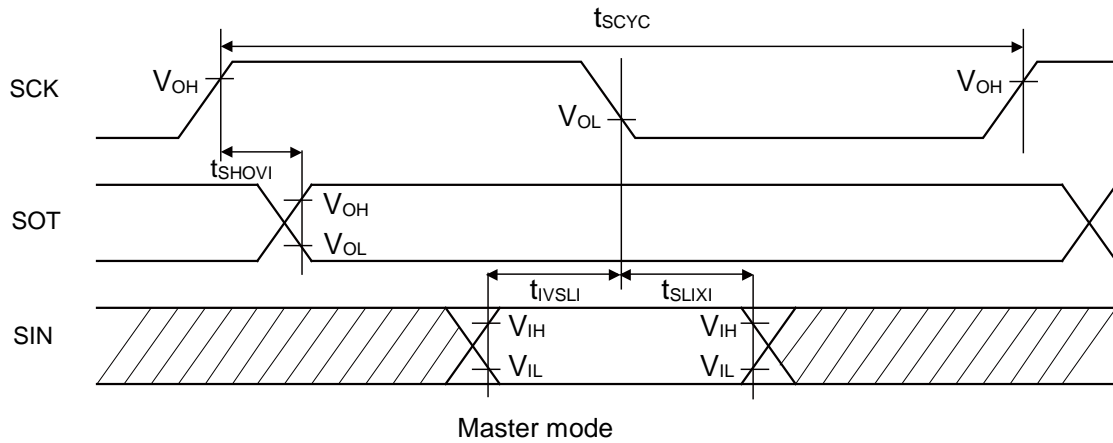 tSCYC
SCK
VOH
VOL
VOH
tSHOVI
SOT
VOH
VOL
tIVSLI
tSLIXI
SIN
VIH
VIH
VIL
VIL
Master mode